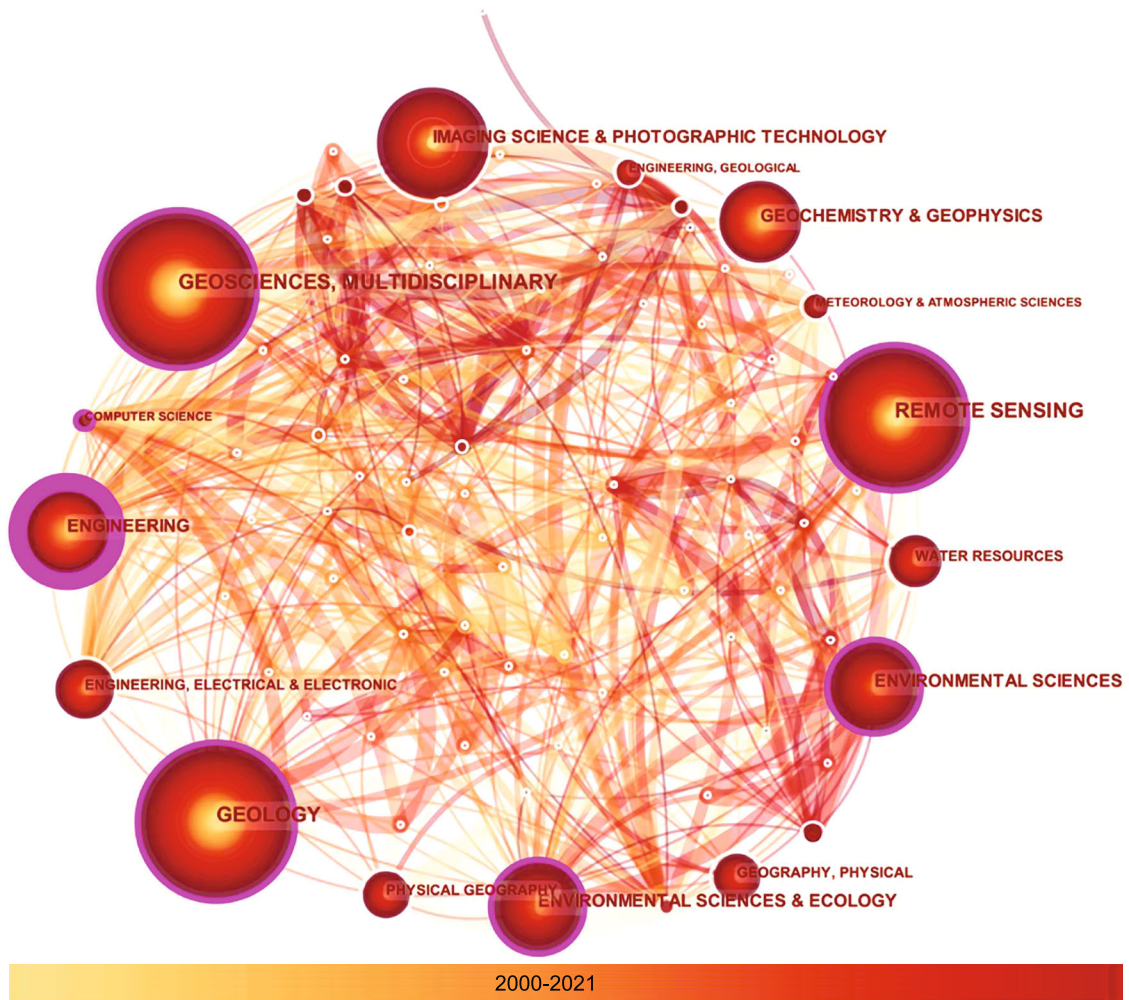 IMAGING SCIENCE & PHOTOGRAPHIC TECHNOLOGY
ENGINEERING, GEOLOGICAL
GEOCHEMISTRY & GEOPHYSICS
GEOSCIENCES, MULTIDISCIPLINARY
METEOROLOGY & ATMOSPHERIC SCIENCES
REMOTE SENSING
COMPUTER SCIENCE
ENGINEERING
WATER RESOURCES
ENVIRONMENTAL SCIENCES
ENGINEERING, ELECTRICAL & ELECTRONIC
GEOLOGY
GEOGRAPHY, PHYSICAL
PHYSICAL GEOGRAPHY
ENVIRONMENTAL SCIENCES & ECOLOGY
2000-2021